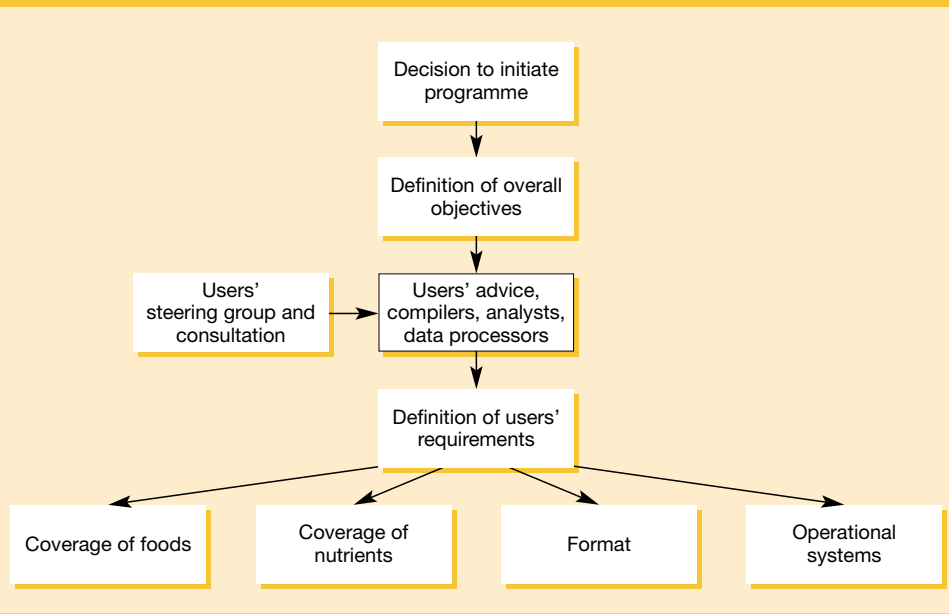 Decision to initiate
programme
Definition of overall
objectives
Users’
steering group and
consultation
Users’ advice,
compilers, analysts,
data processors
Definition of users’
requirements
Coverage of foods
Coverage of
nutrients
Format
Operational
systems